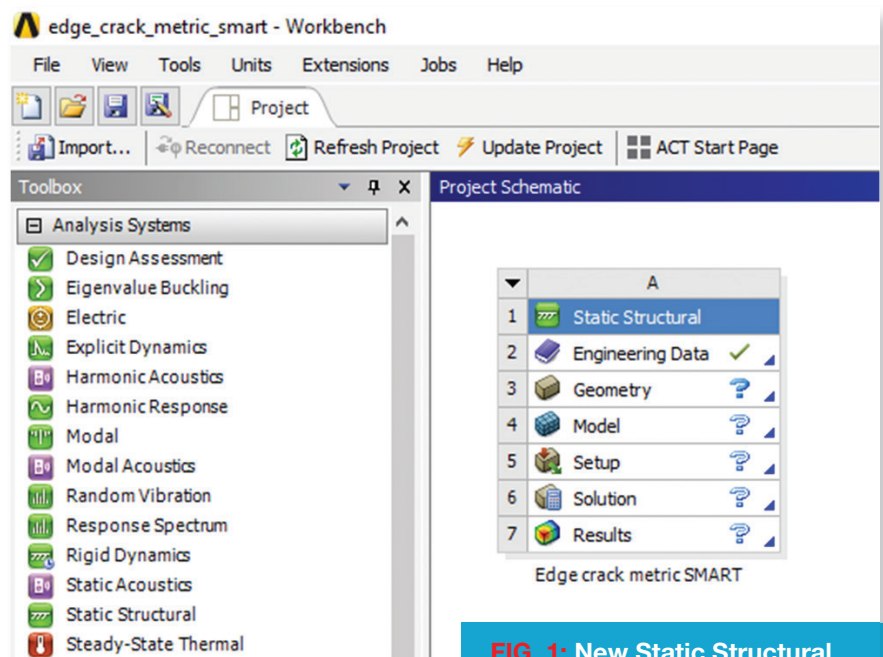 edge_crack_metric_smart - Workbench
File View Tools Units Extensions Jobs Help
Project
Import... Reconnect Refresh Project Update Project ACT Start Page
Toolbox
Analysis Systems
Design Assessment
Eigenvalue Buckling
Electric
Explicit Dynamics
Harmonic Acoustics
Harmonic Response
Modal
Modal Acoustics
Random Vibration
Response Spectrum
Rigid Dynamics
Static Acoustics
Static Structural
Steady-State Thermal
Project Schematic
A
1 Static Structural
2 Engineering Data
3 Geometry
4 Model
5 Setup
6 Solution
7 Results
Edge crack metric SMART
FIG. 1: New Static Structural